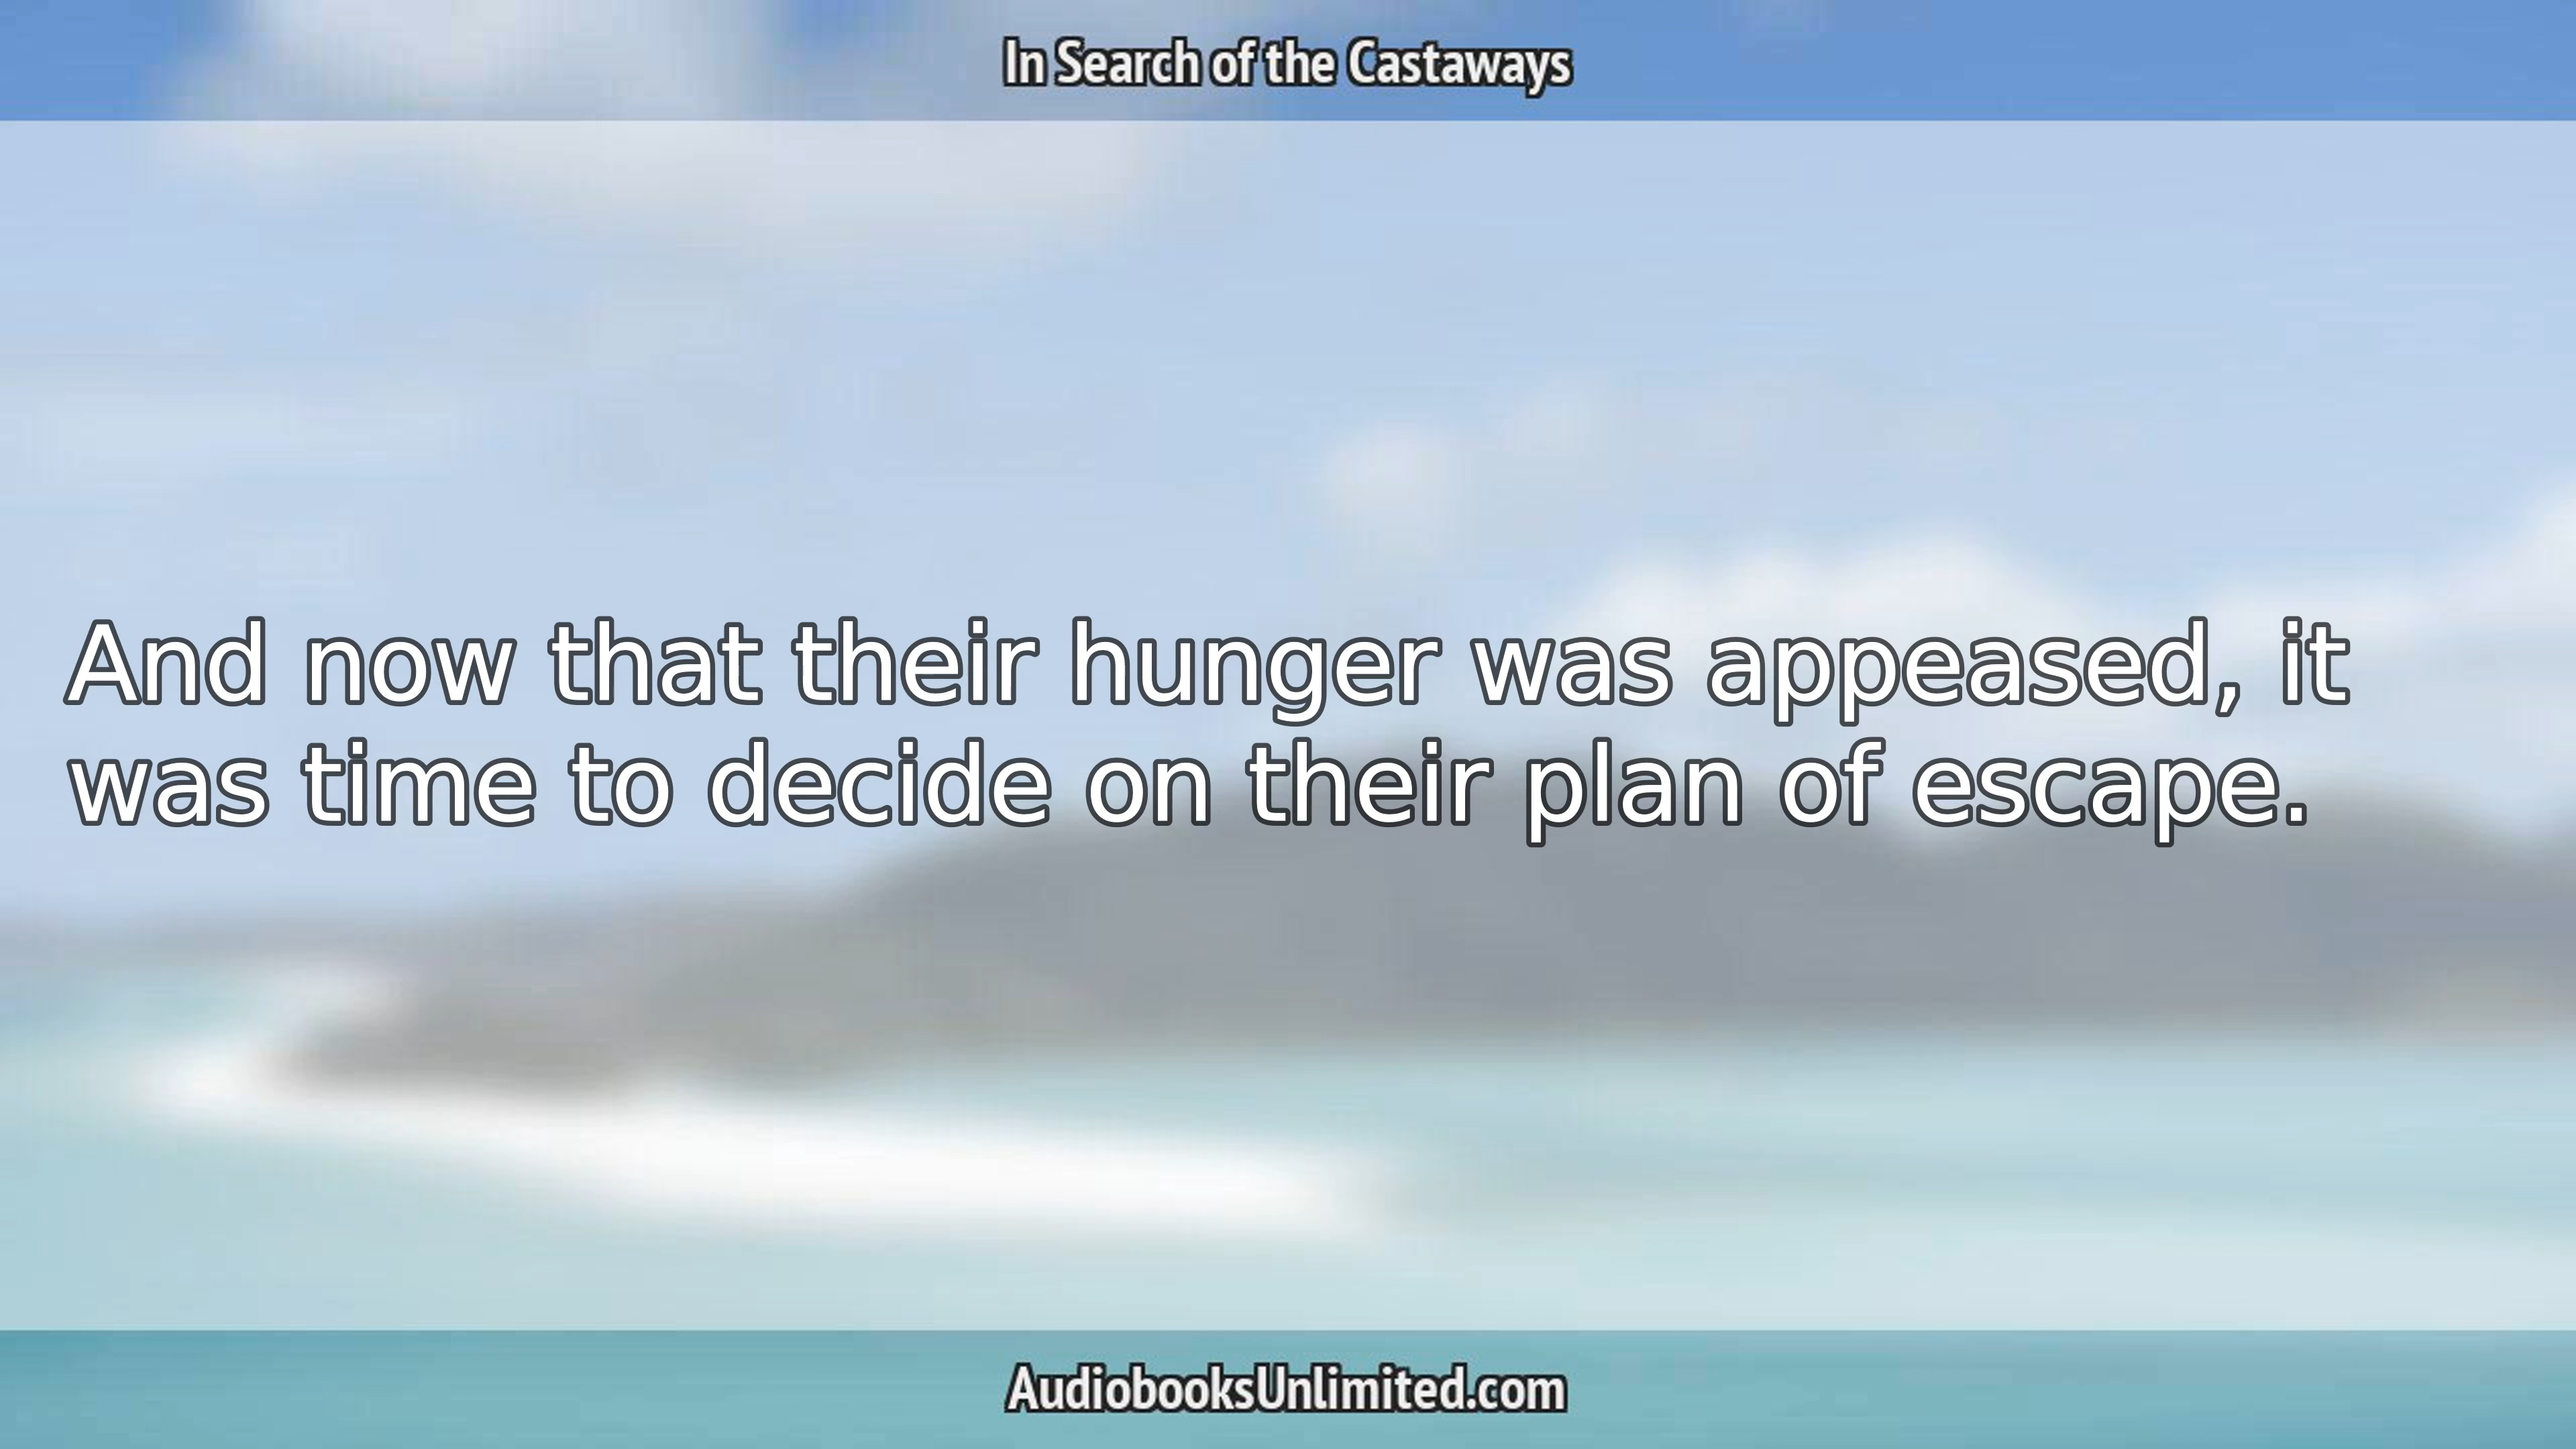 In Search of the Castaways
And now that their hunger was appeased, it
was time to decide on their plan of escape.
AudiobooksUnlimited.com